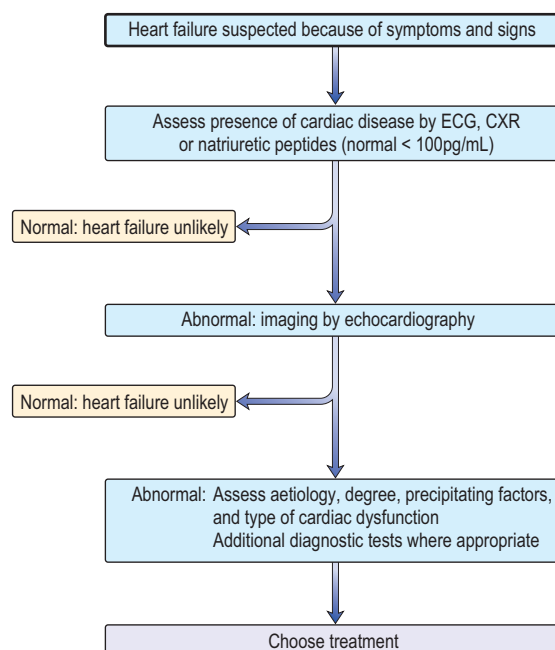 Heart failure suspected because of symptoms and signs
Assess presence of cardiac disease by ECG, CXR
or natriuretic peptides (normal < 100pg/mL)
Normal: heart failure unlikely
Abnormal: imaging by echocardiography
Normal: heart failure unlikely
Abnormal: Assess aetiology, degree, precipitating factors,
and type of cardiac dysfunction
Additional diagnostic tests where appropriate
Choose treatment